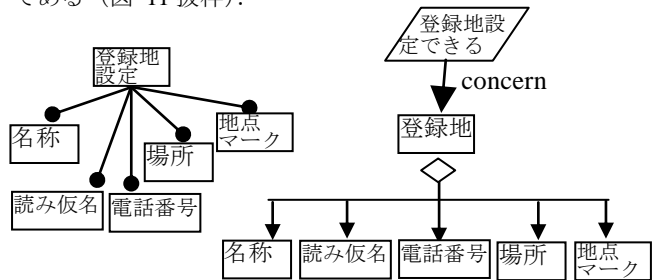 である（図 11 抜粋）．
登録地
設定
名称
読み仮名
電話番号
場所
地点
マーク
登録地設
定できる
concern
登録地
名称
読み仮名
電話番号
場所
地点
マーク